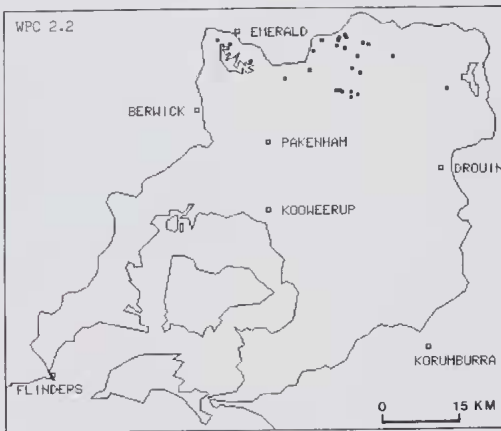 WPC 2.2
EMERALD
BERWICK
PAKENHAM
DROUIN
KOOWEERUP
KORUMBURRA
FLINDERS
0 15 KM